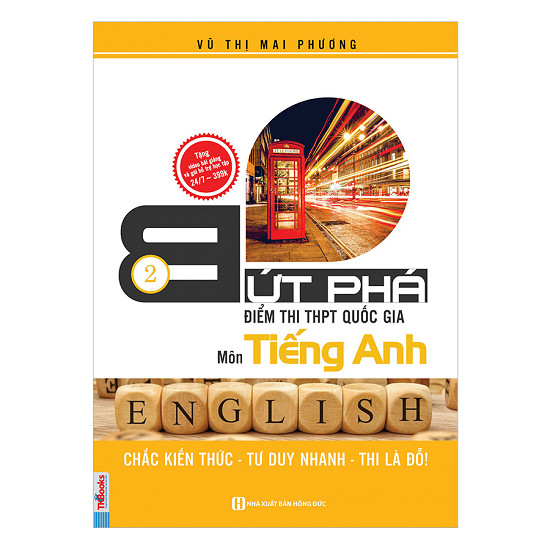 VŨ THỊ MAI PHƯƠNG
TELEPHONE
Tặng
video bài giảng
và gói hỗ trợ học tập
24/7 ~ 399K
2
BỨT PHÁ
ĐIỂM THI THPT QUỐC GIA
Môn Tiếng Anh
ENGLISH
CHẮC KIẾN THỨC - TƯ DUY NHANH - THI LÀ ĐỖ!
MCBooks
NHÀ XUẤT BẢN HỒNG ĐỨC